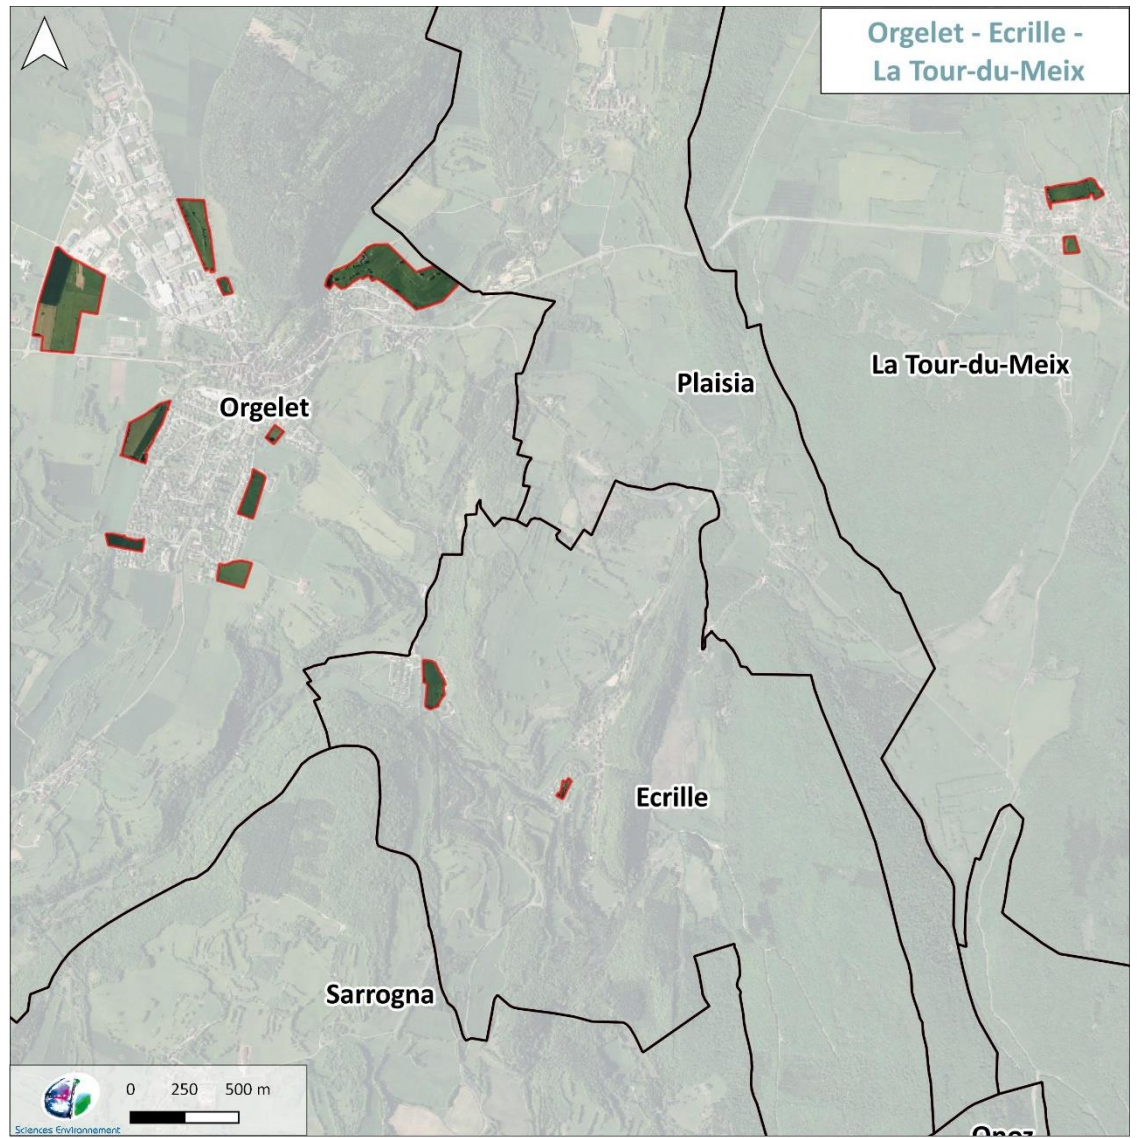 Orgelet - Ecrille -
La Tour-du-Meix
La Tour-du-Meix
Plaisia
Orgelet
Ecrille
Sarrogna
0 250 500 m
Sciences Environnement